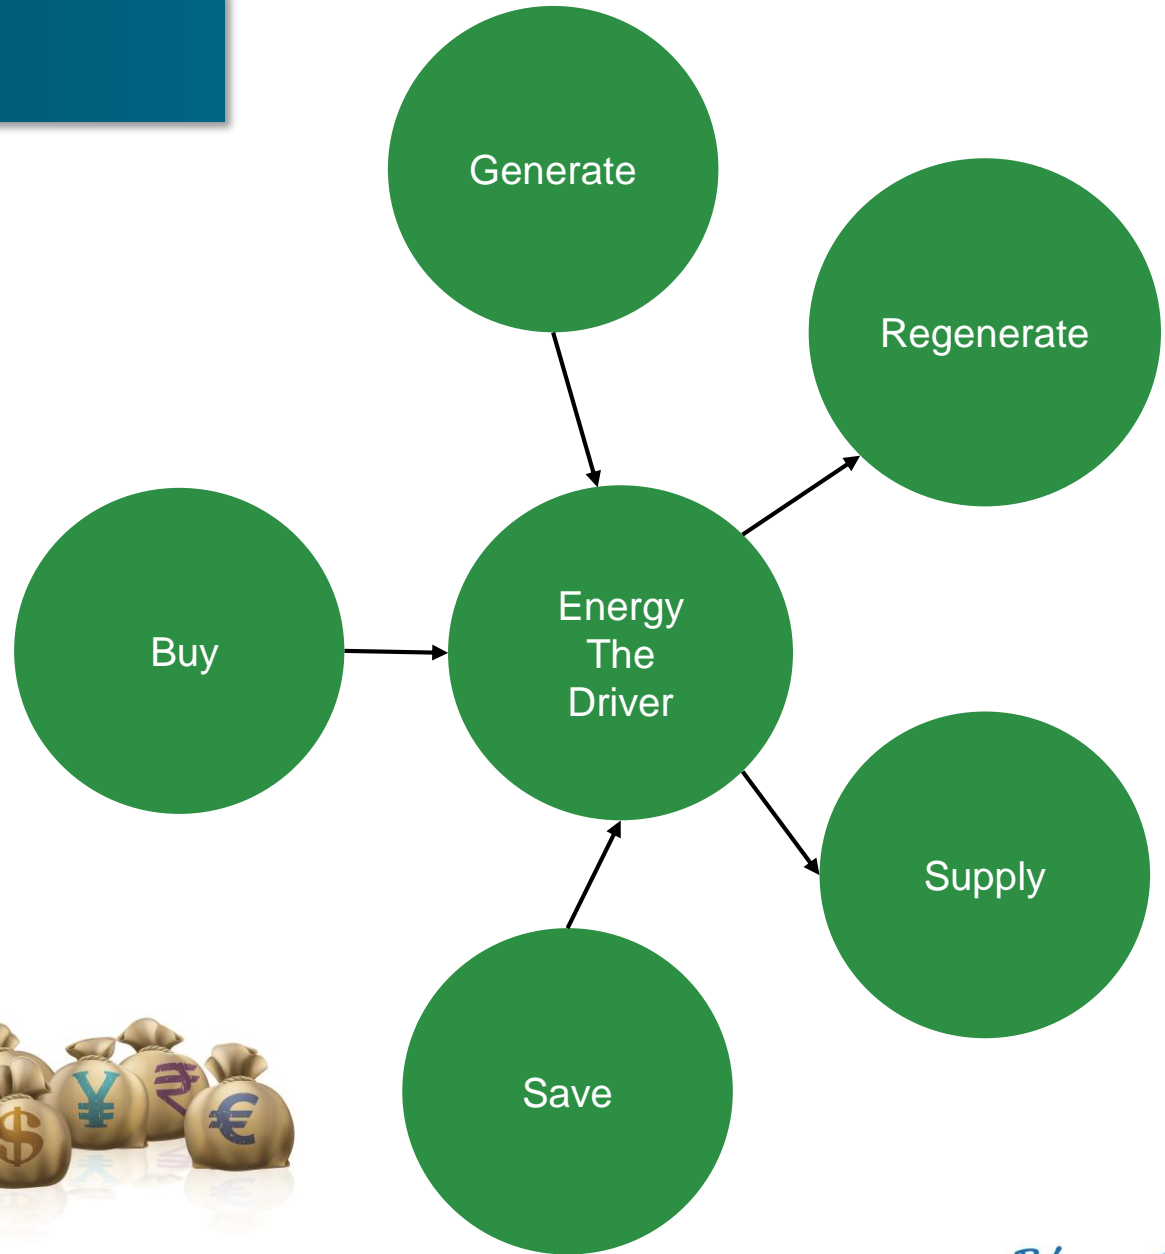 Generate
Regenerate
Energy
The
Driver
Buy
Supply
Save
$
¥
₹
€